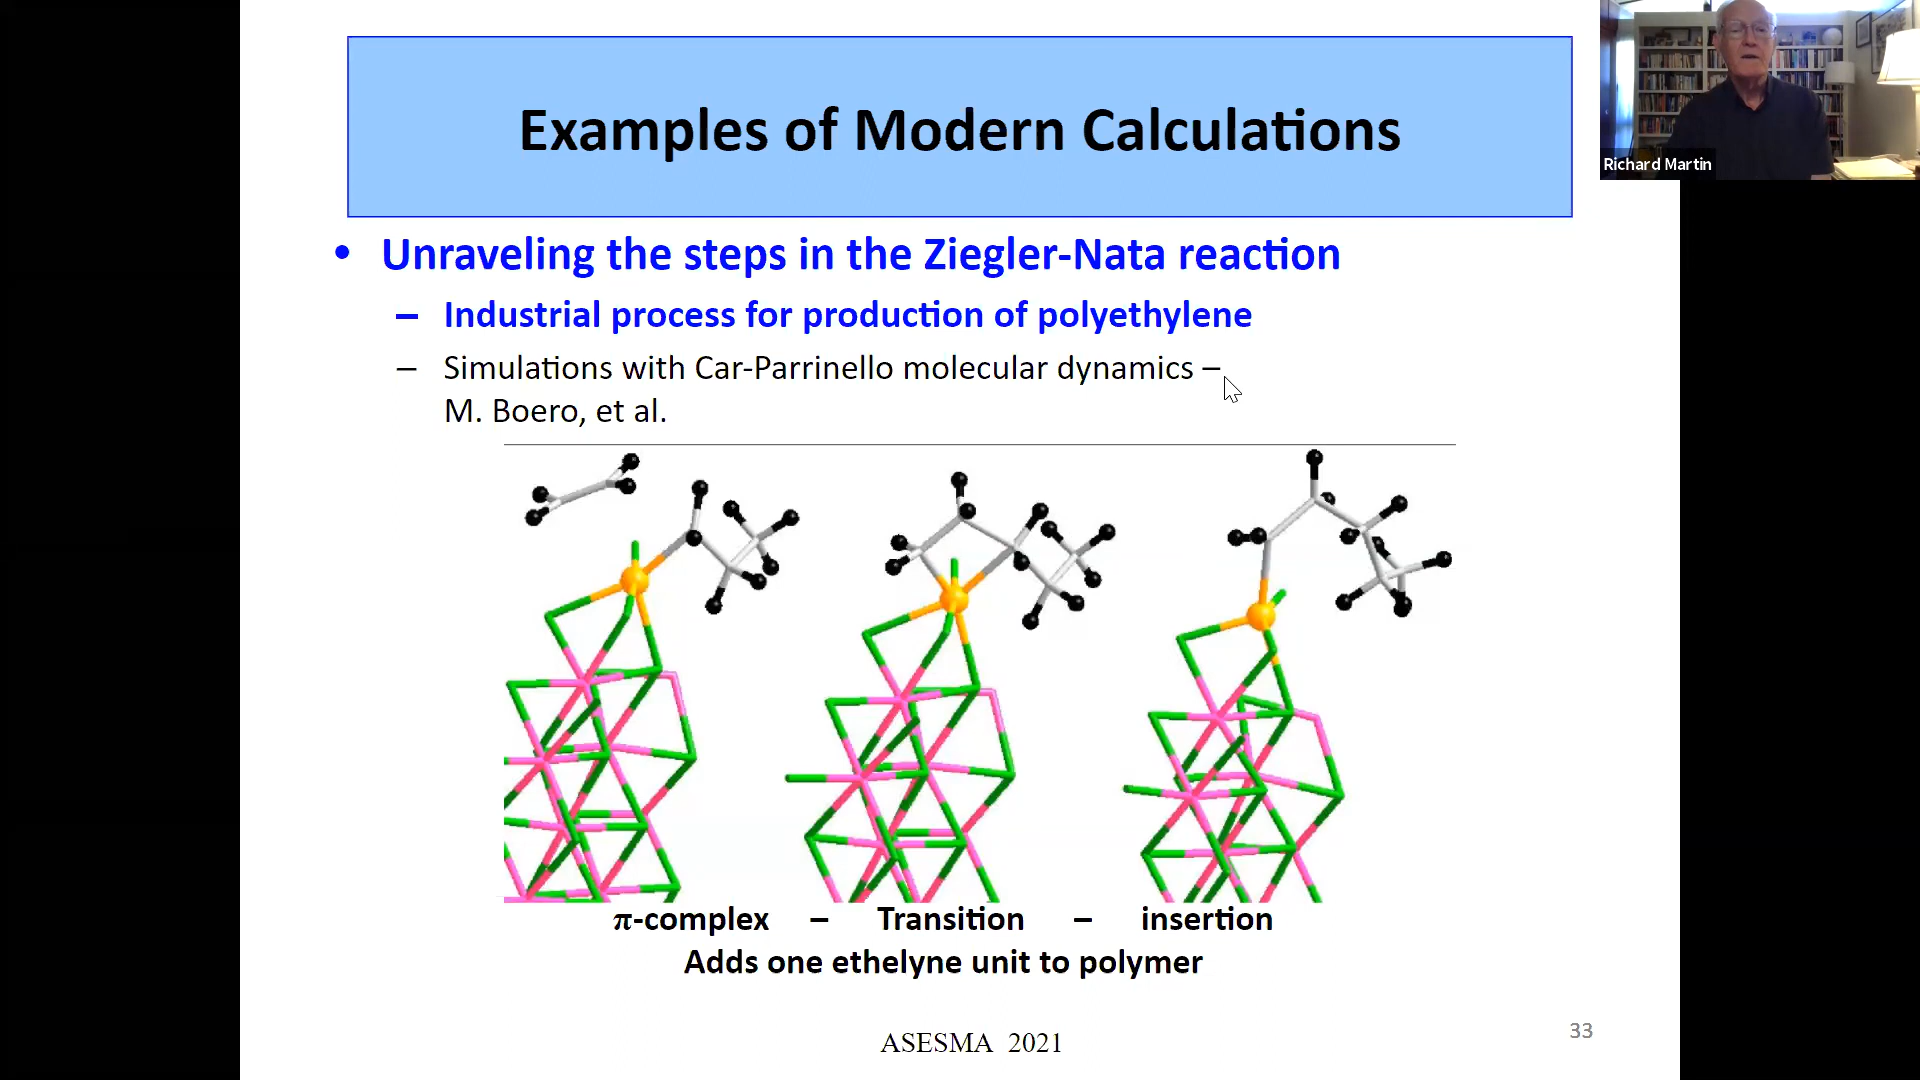 Examples of Modern Calculations
Richard Martin
• Unraveling the steps in the Ziegler-Nata reaction
– Industrial process for production of polyethylene
– Simulations with Car-Parrinello molecular dynamics –
M. Boero, et al.
π-complex – Transition – insertion
Adds one ethelyne unit to polymer
ASESMA 2021
33